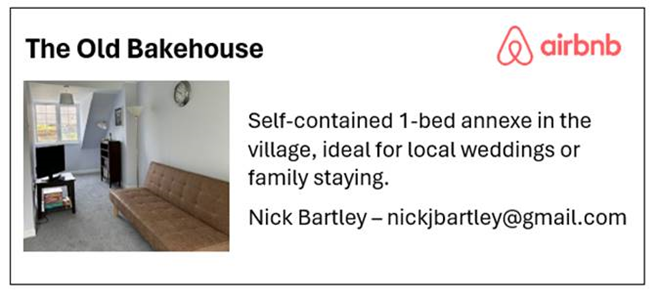 The Old Bakehouse
airbnb
Self-contained 1-bed annexe in the
village, ideal for local weddings or
family staying.
Nick Bartley – nickjbartley@gmail.com